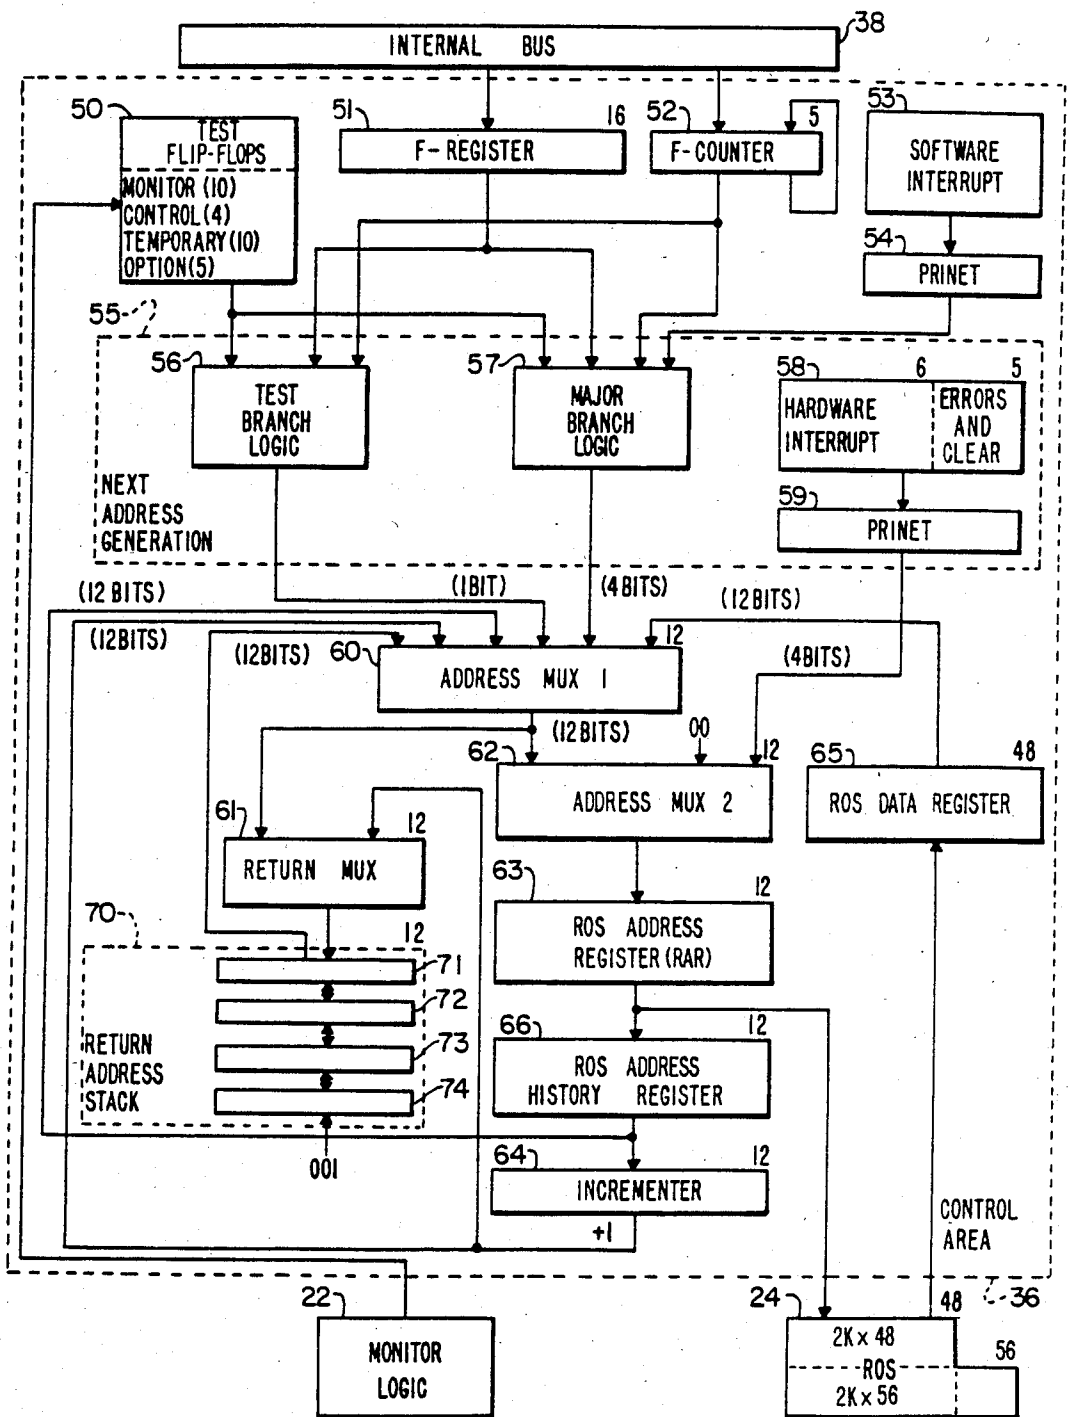 38
INTERNAL BUS
50
TEST
FLIP-FLOPS
MONITOR (10)
CONTROL (4)
TEMPORARY (10)
OPTION (5)
51
16
F-REGISTER
52
5
F-COUNTER
53
SOFTWARE
INTERRUPT
54
PRINET
55
56
TEST
BRANCH
LOGIC
57
MAJOR
BRANCH
LOGIC
58
6
5
HARDWARE
INTERRUPT
ERRORS
AND
CLEAR
59
PRINET
NEXT
ADDRESS
GENERATION
(12 BITS)
(1 BIT)
(4 BITS)
(12 BITS)
(12 BITS)
(12 BITS)
60
12
(4 BITS)
ADDRESS MUX 1
(12 BITS)
00
62
12
ADDRESS MUX 2
65
48
ROS DATA REGISTER
61
12
RETURN MUX
63
12
ROS ADDRESS
REGISTER (RAR)
70
12
71
72
73
74
RETURN
ADDRESS
STACK
001
66
12
ROS ADDRESS
HISTORY REGISTER
64
12
INCREMENTER
+1
CONTROL
AREA
36
22
MONITOR
LOGIC
24
48
2K x 48
ROS
2K x 56
56